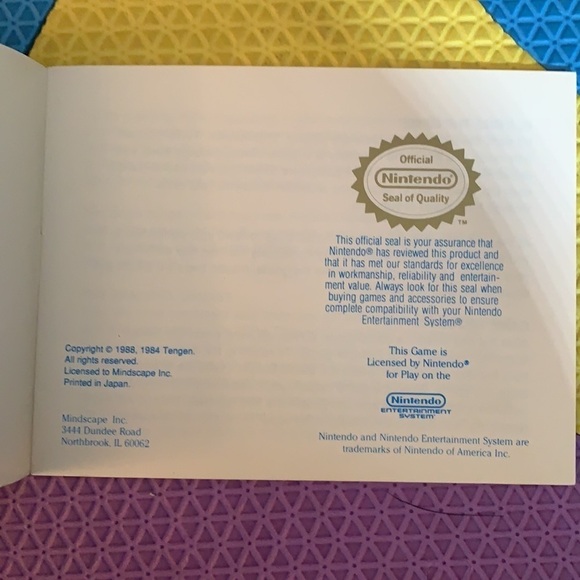 Official
Nintendo®
Seal of Quality
TM
This official seal is your assurance that
Nintendo® has reviewed this product and
that it has met our standards for excellence
in workmanship, reliability and entertain-
ment value. Always look for this seal when
buying games and accessories to ensure
complete compatibility with your Nintendo
Entertainment System®
Copyright © 1988, 1984 Tengen.
All rights reserved.
Licensed to Mindscape Inc.
Printed in Japan.
This Game is
Licensed by Nintendo®
for Play on the
Nintendo
ENTERTAINMENT
SYSTEM
Mindscape Inc.
3444 Dundee Road
Northbrook, IL 60062
Nintendo and Nintendo Entertainment System are
trademarks of Nintendo of America Inc.